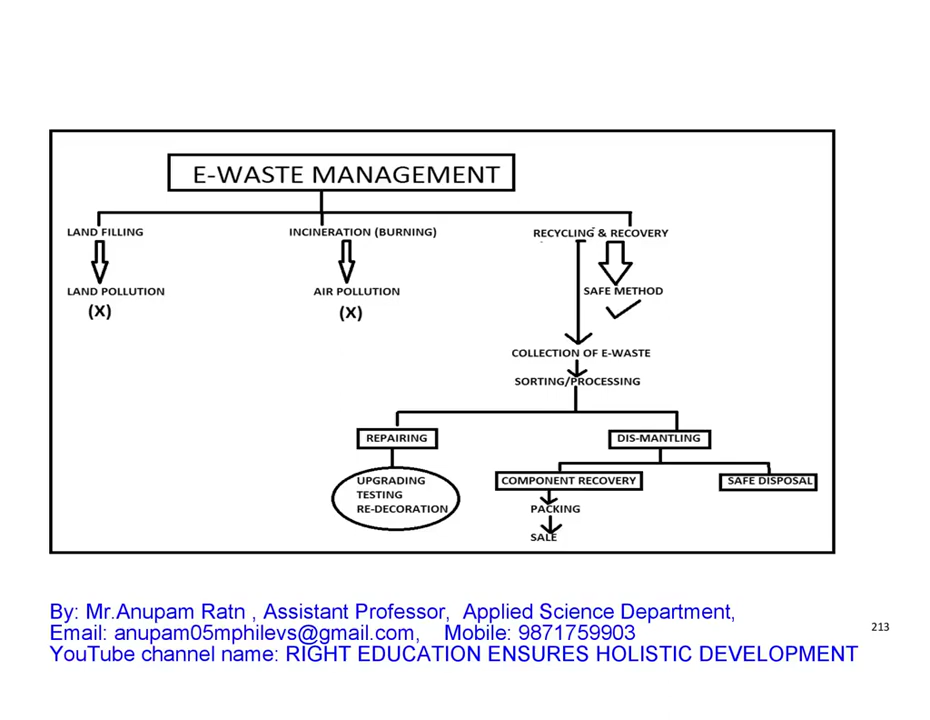 E-WASTE MANAGEMENT
LAND FILLING INCINERATION (BURNING) RECYCLING & RECOVERY
LAND POLLUTION AIR POLLUTION SAFE METHOD
(X) (X)
COLLECTION OF E-WASTE
SORTING/PROCESSING
REPAIRING DIS-MANTLING
UPGRADING COMPONENT RECOVERY SAFE DISPOSAL
TESTING
RE-DECORATION PACKING
SALE
By: Mr.Anupam Ratn , Assistant Professor, Applied Science Department,
Email: anupam05mphilevs@gmail.com, Mobile: 9871759903
YouTube channel name: RIGHT EDUCATION ENSURES HOLISTIC DEVELOPMENT
213